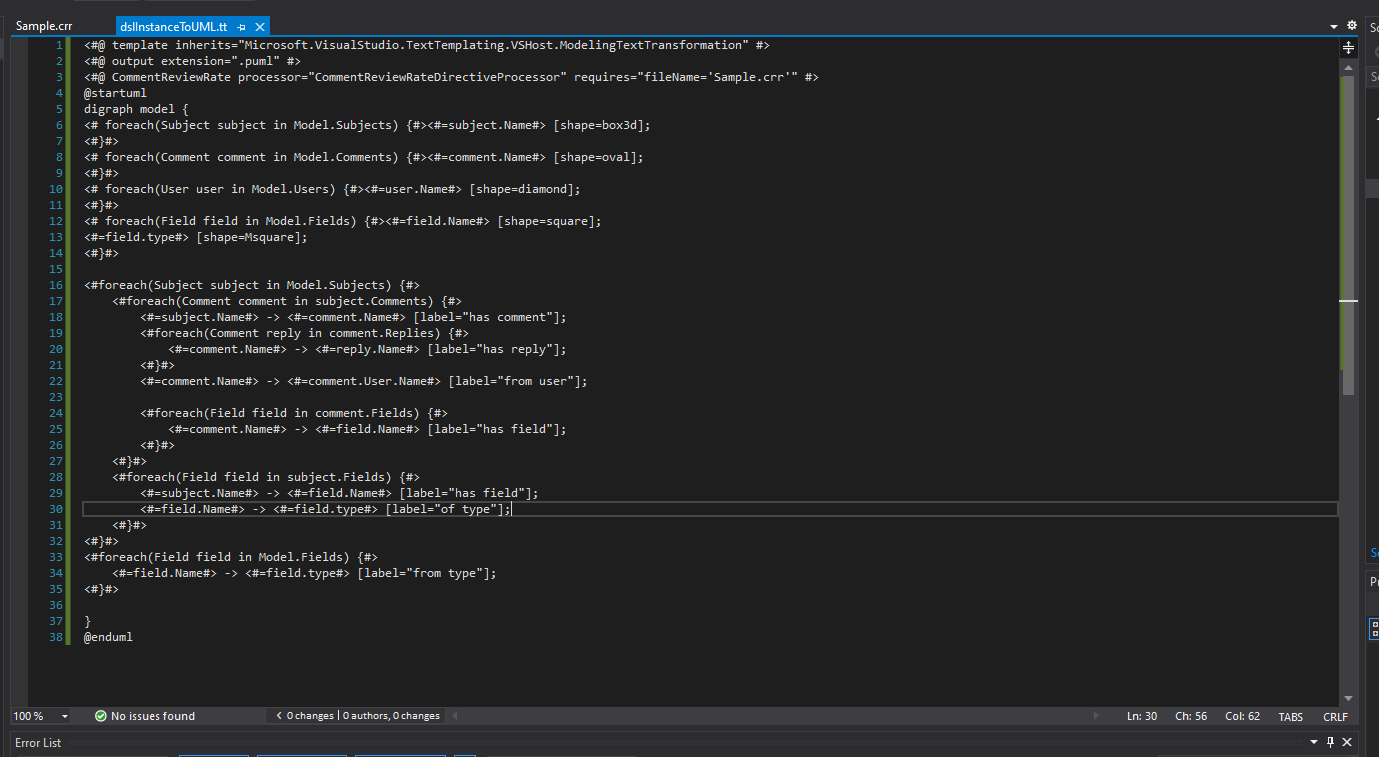 Sample.crr
dslInstanceToUML.tt
1 <#@ template inherits="Microsoft.VisualStudio.TextTemplating.VSHost.ModelingTextTransformation" #>
2 <#@ output extension=".puml" #>
3 <#@ CommentReviewRate processor="CommentReviewRateDirectiveProcessor" requires="fileName='Sample.crr'" #>
4 @startuml
5 digraph model {
6 <# foreach(Subject subject in Model.Subjects) {#><#=subject.Name#> [shape=box3d];
7 <#}#>
8 <# foreach(Comment comment in Model.Comments) {#><#=comment.Name#> [shape=oval];
9 <#}#>
10 <# foreach(User user in Model.Users) {#><#=user.Name#> [shape=diamond];
11 <#}#>
12 <# foreach(Field field in Model.Fields) {#><#=field.Name#> [shape=square];
13 <#=field.type#> [shape=Msquare];
14 <#}#>
15
16 <#foreach(Subject subject in Model.Subjects) {#>
17 <#foreach(Comment comment in subject.Comments) {#>
18 <#=subject.Name#> -> <#=comment.Name#> [label="has comment"];
19 <#foreach(Comment reply in comment.Replies) {#>
20 <#=comment.Name#> -> <#=reply.Name#> [label="has reply"];
21 <#}#>
22 <#=comment.Name#> -> <#=comment.User.Name#> [label="from user"];
23
24 <#foreach(Field field in comment.Fields) {#>
25 <#=comment.Name#> -> <#=field.Name#> [label="has field"];
26 <#}#>
27 <#}#>
28 <#foreach(Field field in subject.Fields) {#>
29 <#=subject.Name#> -> <#=field.Name#> [label="has field"];
30 <#=field.Name#> -> <#=field.type#> [label="of type"];
31 <#}#>
32 <#}#>
33 <#foreach(Field field in Model.Fields) {#>
34 <#=field.Name#> -> <#=field.type#> [label="from type"];
35 <#}#>
36
37 }
38 @enduml
100 %
No issues found
0 changes | 0 authors, 0 changes
Ln: 30
Ch: 56
Col: 62
TABS
CRLF
Error List